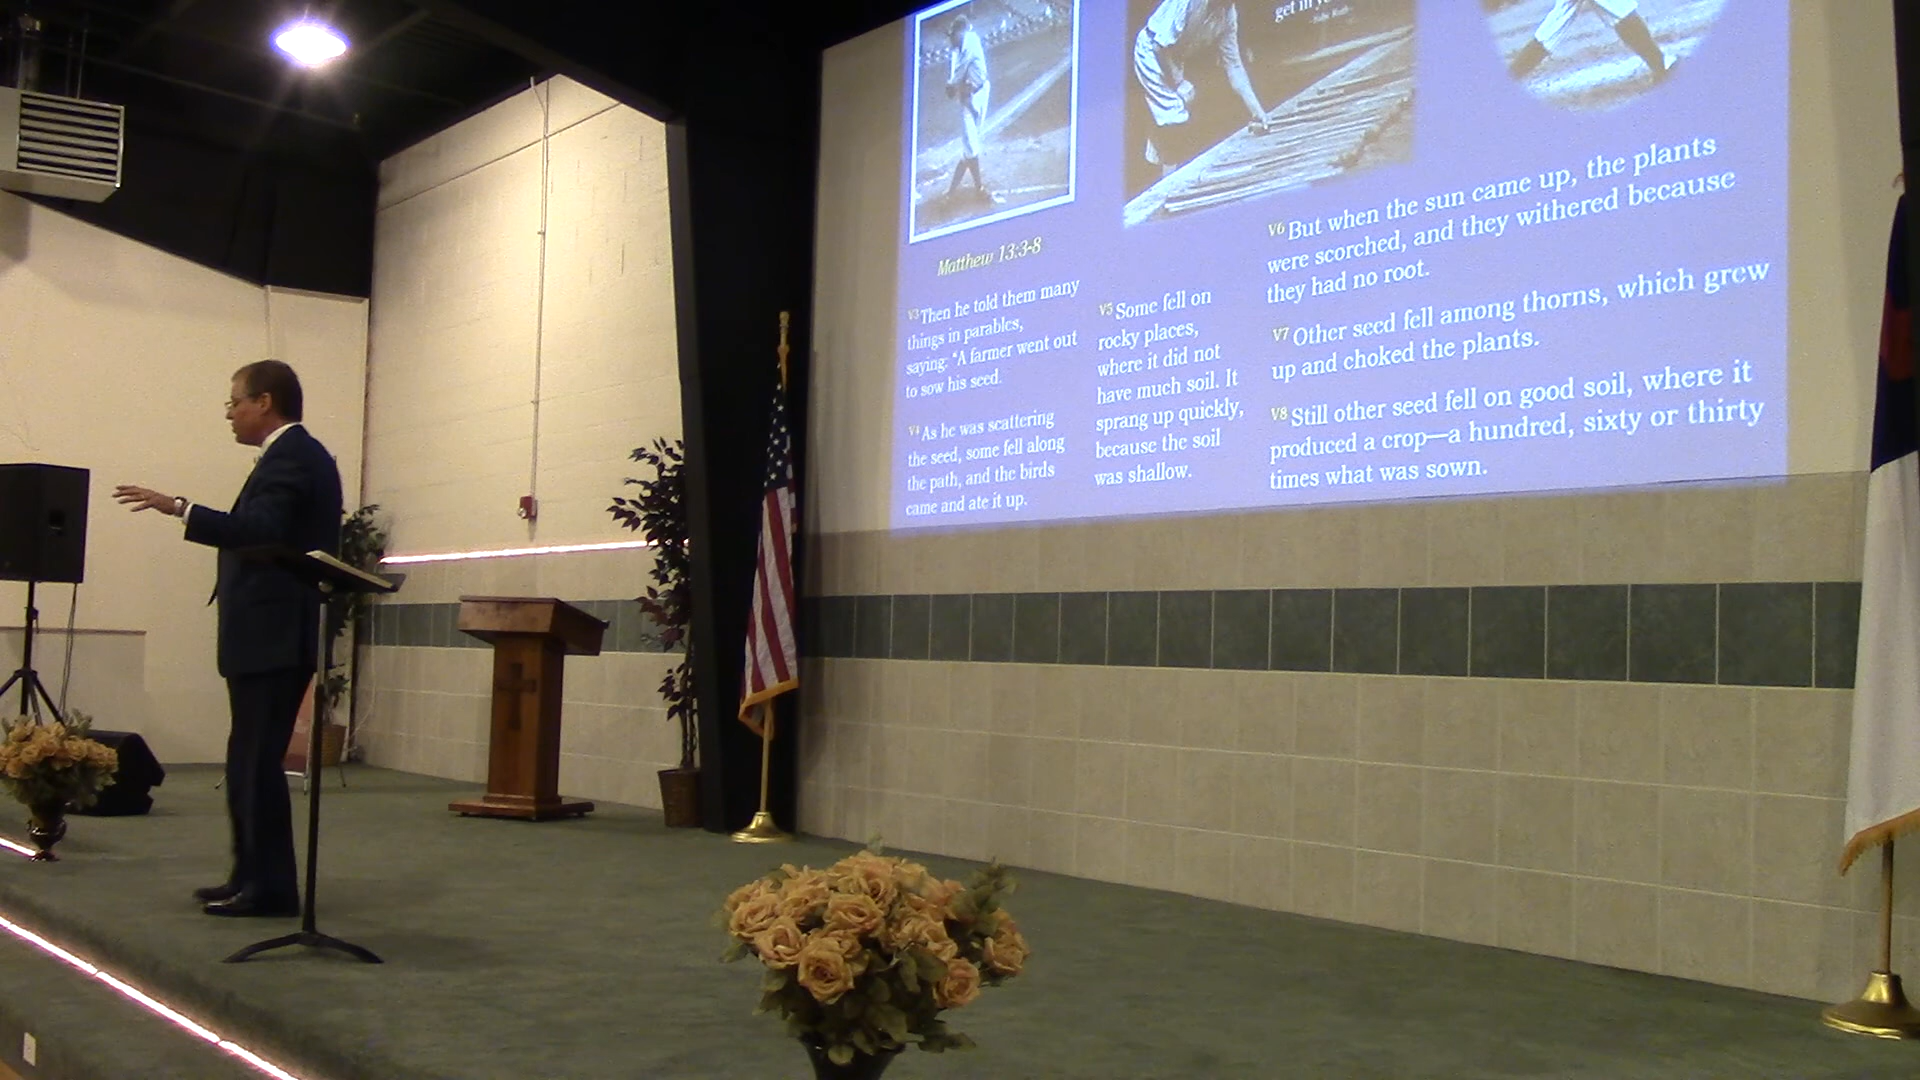 get in
Babe Ruth
Matthew 13:3-8
V3 Then he told them many
things in parables,
saying: "A farmer went out
to sow his seed.
V4 As he was scattering
the seed, some fell along
the path, and the birds
came and ate it up.
V5 Some fell on
rocky places,
where it did not
have much soil. It
sprang up quickly,
because the soil
was shallow.
V6 But when the sun came up, the plants
were scorched, and they withered because
they had no root.
V7 Other seed fell among thorns, which grew
up and choked the plants.
V8 Still other seed fell on good soil, where it
produced a crop—a hundred, sixty or thirty
times what was sown.